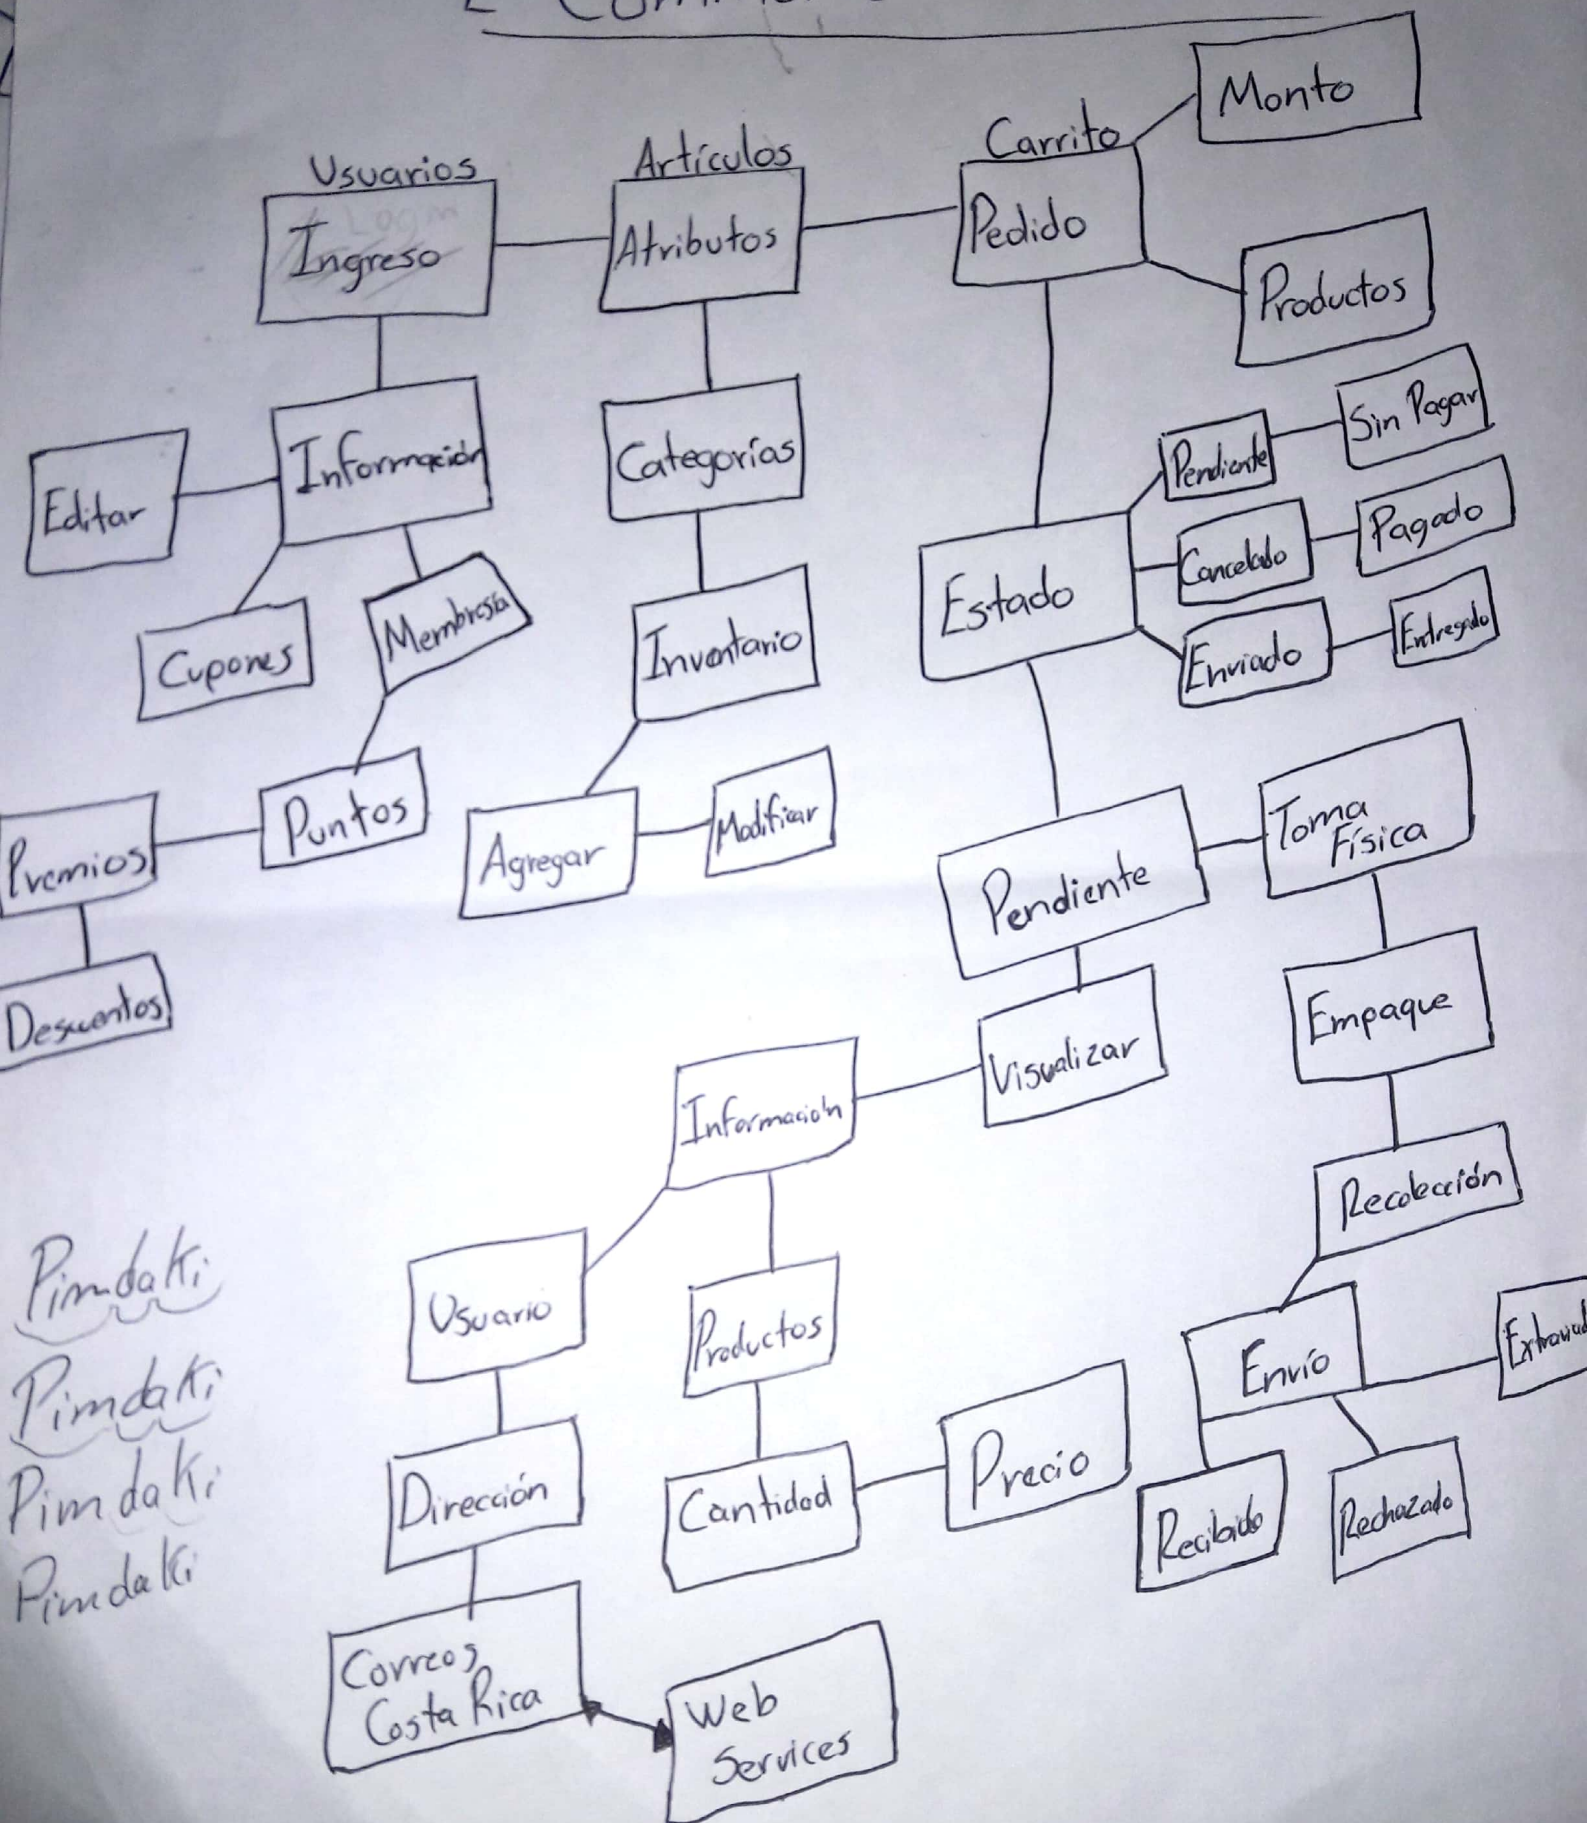 Usuarios
Ingreso
Artículos
Atributos
Carrito
Pedido
Monto
Productos
Editar
Información
Categorías
Cupones
Membresía
Inventario
Estado
Pendiente
Sin Pagar
Cancelado
Pagado
Enviado
Entregado
Premios
Puntos
Agregar
Modificar
Descuentos
Pendiente
Toma
Física
Empaque
Visualizar
Información
Recolección
Usuario
Productos
Envío
Dirección
Cantidad
Precio
Recibido
Rechazado
Correos
Costa Rica
Web
Services
Pimdaki
Pimdaki
Pimdaki
Pimdaki